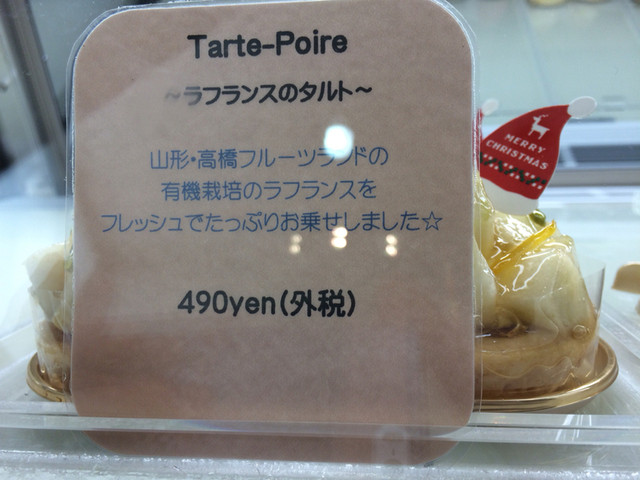 Tarte-Poire
～ラフランスのタルト～
山形・高橋フルーツランドの
有機栽培のラフランスを
フレッシュでたっぷりお乗せしました☆
490yen(外税)
MERRY
CHRISTMAS